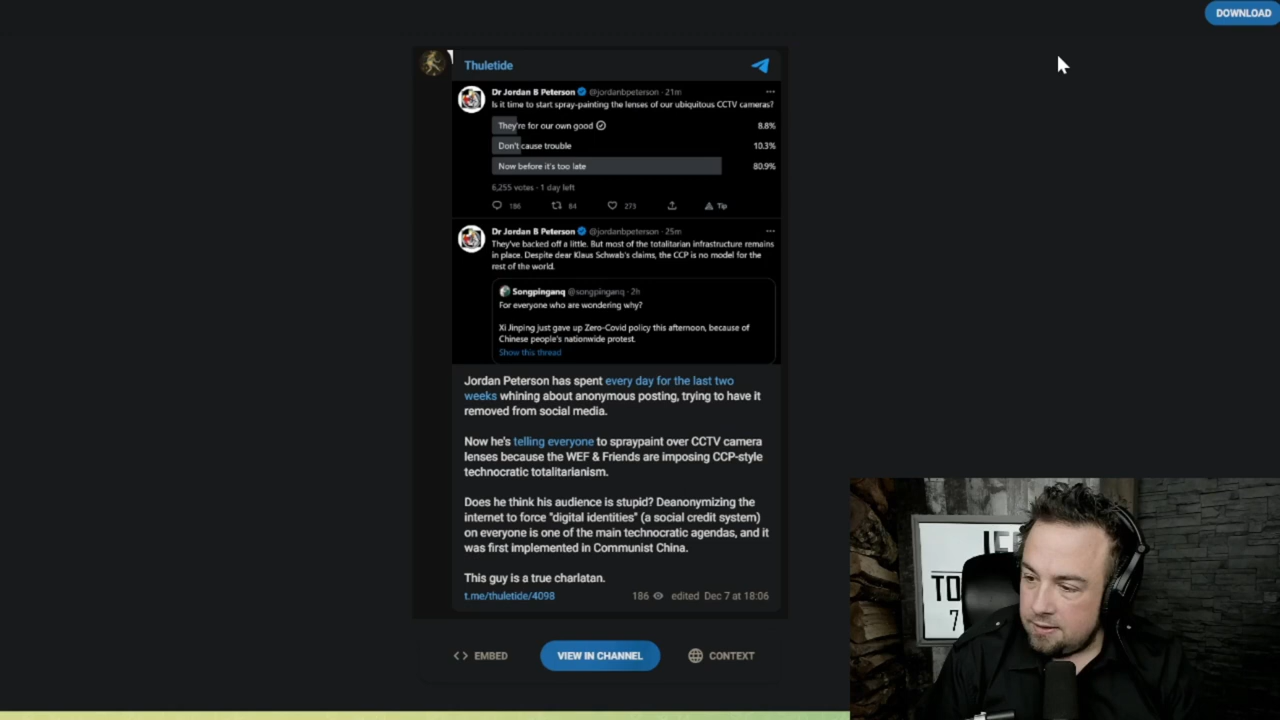 DOWNLOAD
Thuletide
Dr Jordan B Peterson @jordanbpeterson · 21m
Is it time to start spray-painting the lenses of our ubiquitous CCTV cameras?
They're for our own good 8.8%
Don't cause trouble 10.3%
Now before it's too late 80.9%
6,255 votes · 1 day left
186 84 273 Tip
Dr Jordan B Peterson @jordanbpeterson · 25m
They've backed off a little. But most of the totalitarian infrastructure remains
in place. Despite dear Klaus Schwab's claims, the CCP is no model for the
rest of the world.
Songpinganq @songpinganq · 2h
For everyone who are wondering why?
Xi Jinping just gave up Zero-Covid policy this afternoon, because of
Chinese people's nationwide protest.
Show this thread
Jordan Peterson has spent every day for the last two
weeks whining about anonymous posting, trying to have it
removed from social media.
Now he's telling everyone to spraypaint over CCTV camera
lenses because the WEF & Friends are imposing CCP-style
technocratic totalitarianism.
Does he think his audience is stupid? Deanonymizing the
internet to force "digital identities" (a social credit system)
on everyone is one of the main technocratic agendas, and it
was first implemented in Communist China.
This guy is a true charlatan.
t.me/thuletide/4098 186 edited Dec 7 at 18:06
EMBED VIEW IN CHANNEL CONTEXT
TO
7